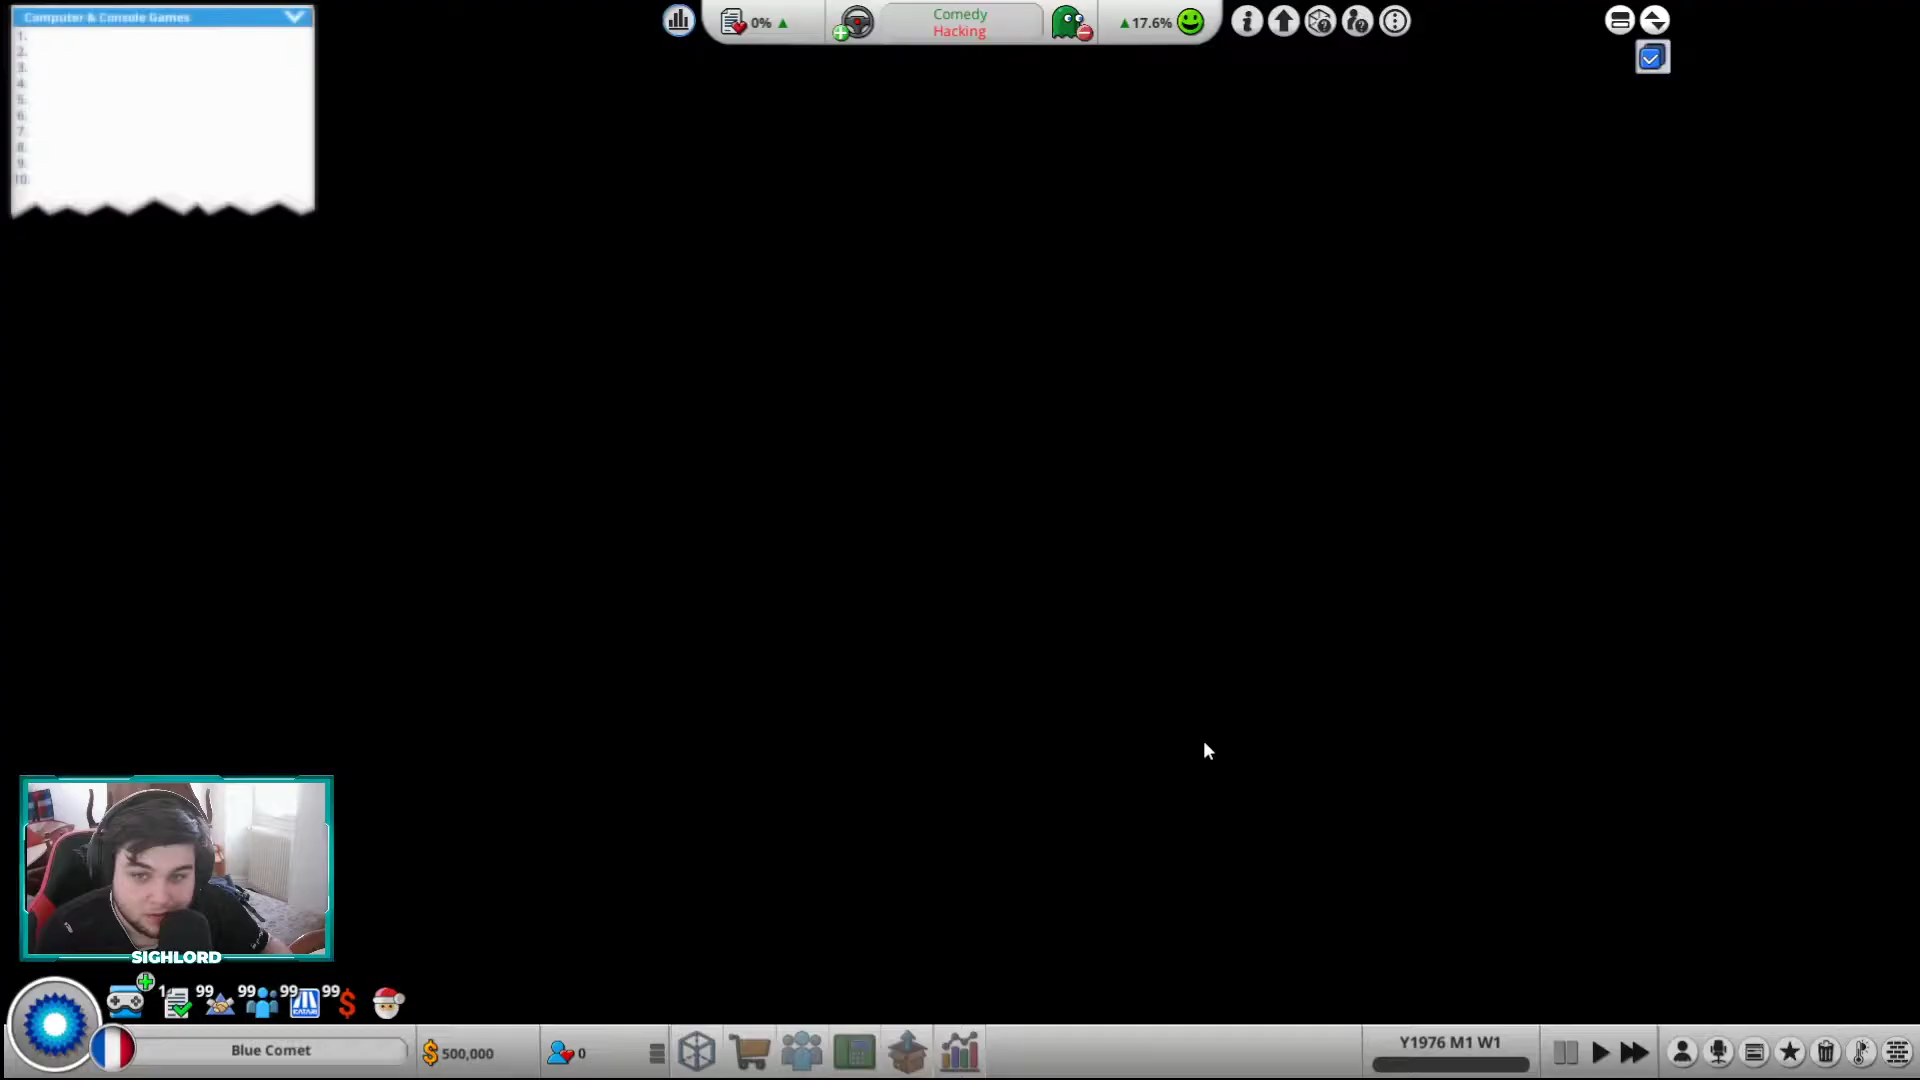 Computer & Console Games
1.
2.
3.
4.
5.
6.
7.
8.
9.
10.
0%
Comedy
Hacking
17.6%
SIGHLORD
1
99
99
99
99
KATARI
Blue Comet
500,000
0
Y1976 M1 W1